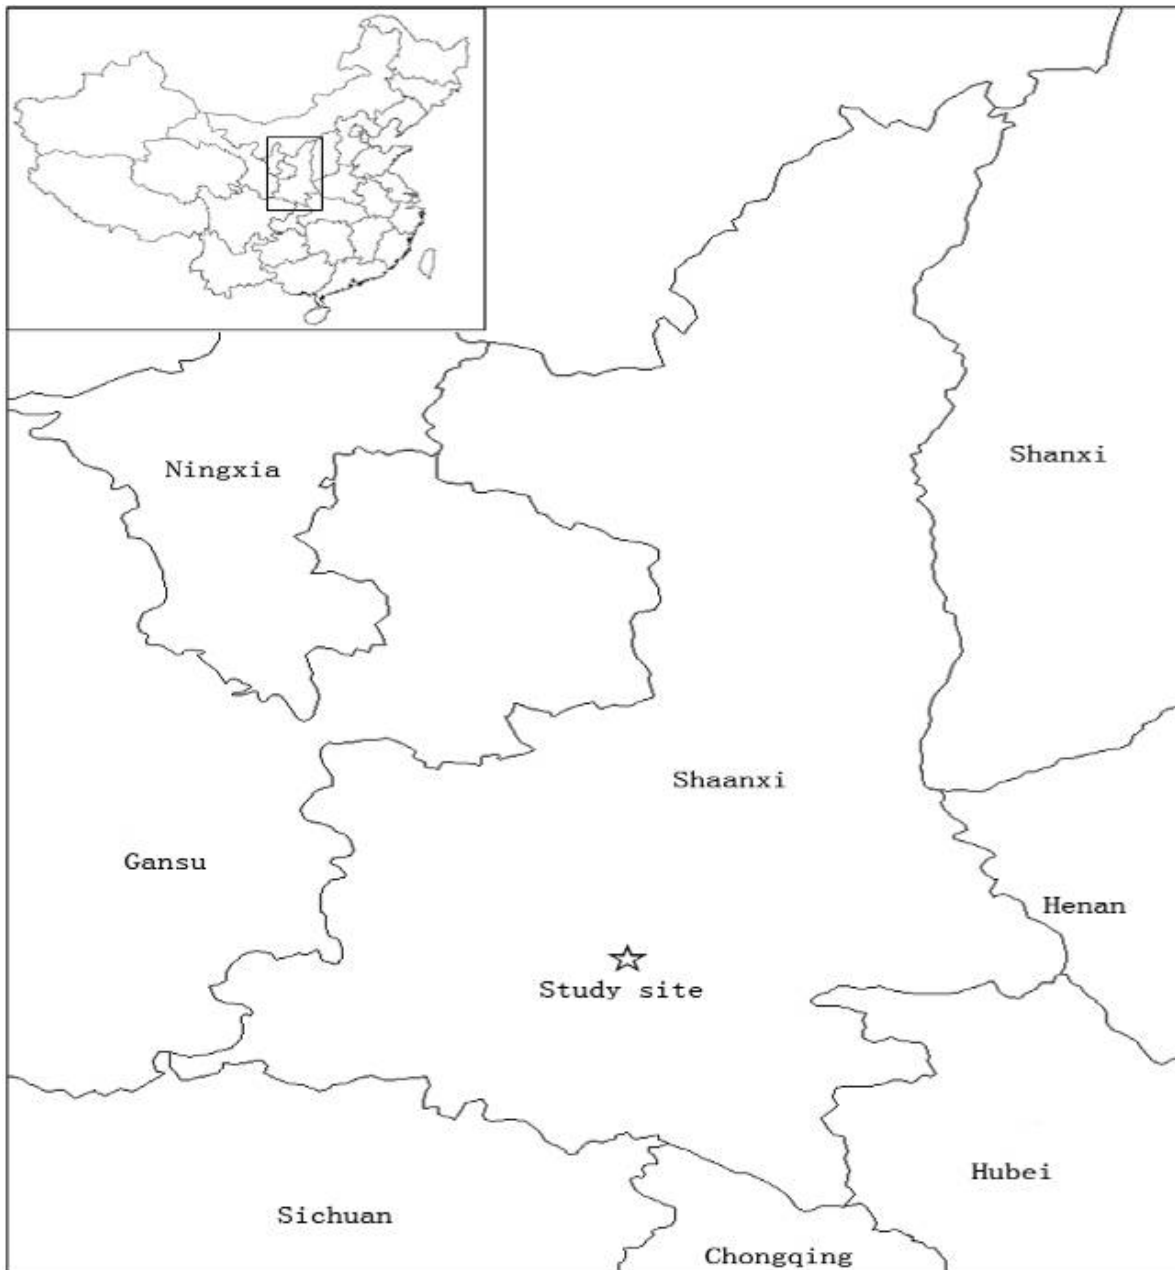 Ningxia
Shanxi
Shaanxi
Gansu
Henan
Study site
Hubei
Sichuan
Chongqing